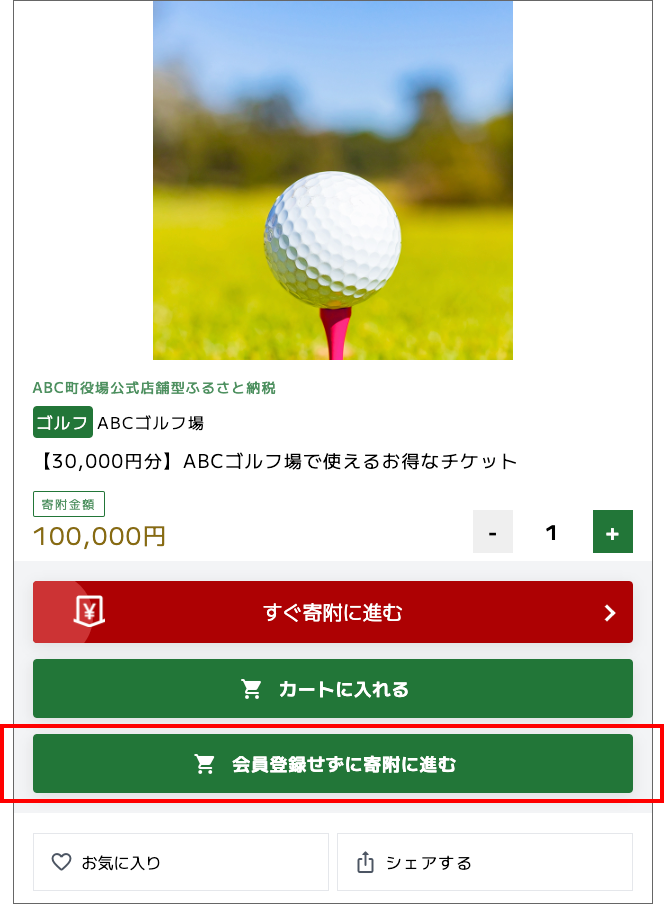 ABC町役場公式店舗型ふるさと納税
ゴルフ ABCゴルフ場
【30,000円分】ABCゴルフ場で使えるお得なチケット
寄附金額
100,000円
- 1 +
¥ すぐ寄附に進む
カートに入れる
会員登録せずに寄附に進む
お気に入り シェアする